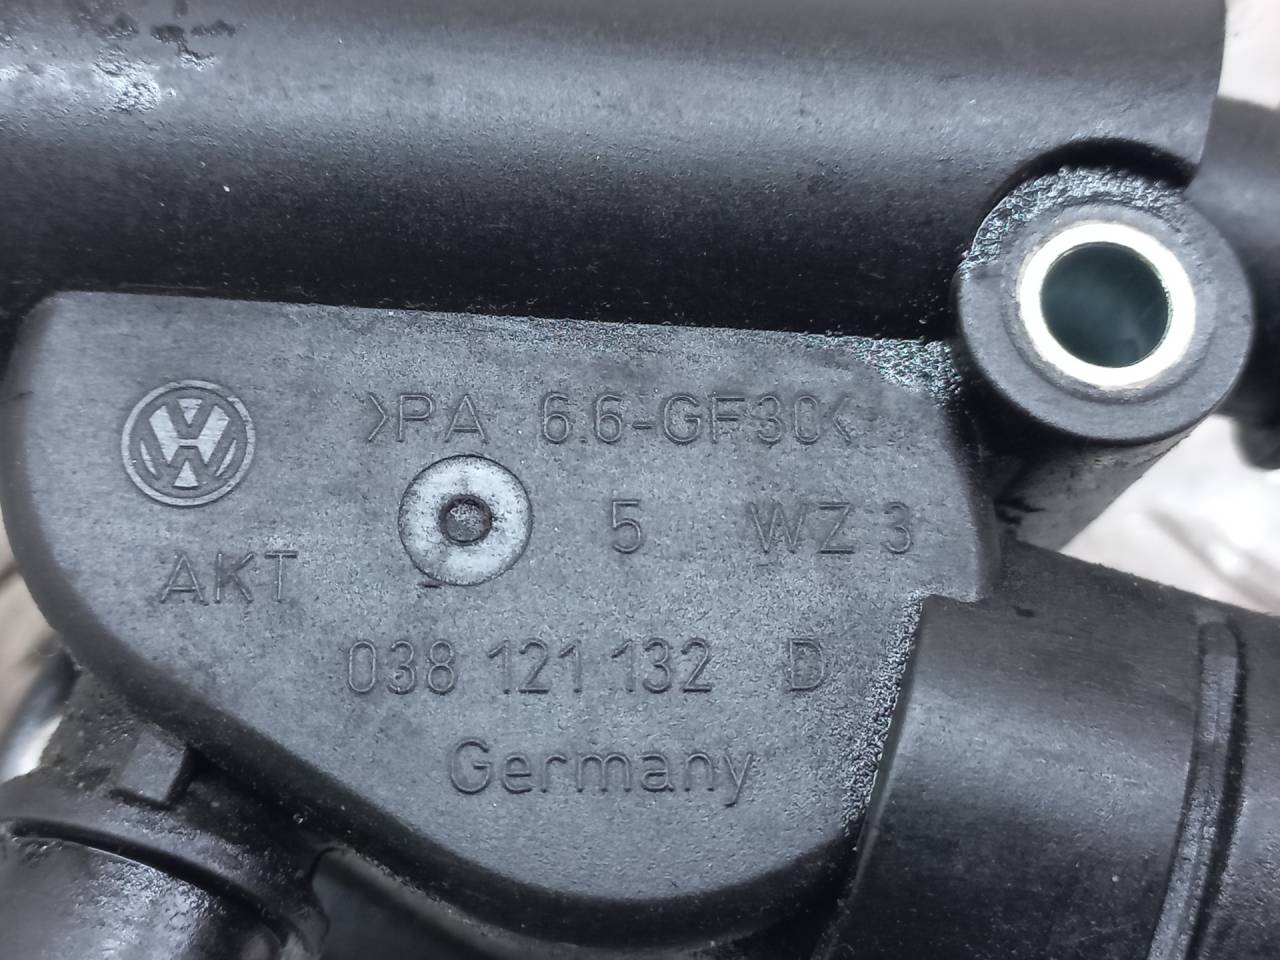 >PA 6.6-GF30<
5 WZ 3
AKT
038 121 132 D
Germany